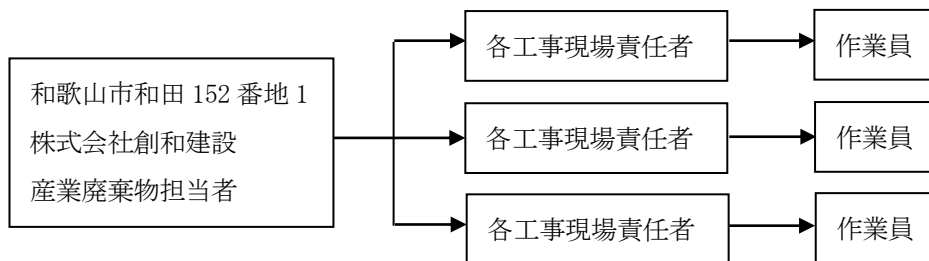 和歌山市和田 152 番地 1
株式会社創和建設
産業廃棄物担当者
各工事現場責任者
作業員
各工事現場責任者
作業員
各工事現場責任者
作業員